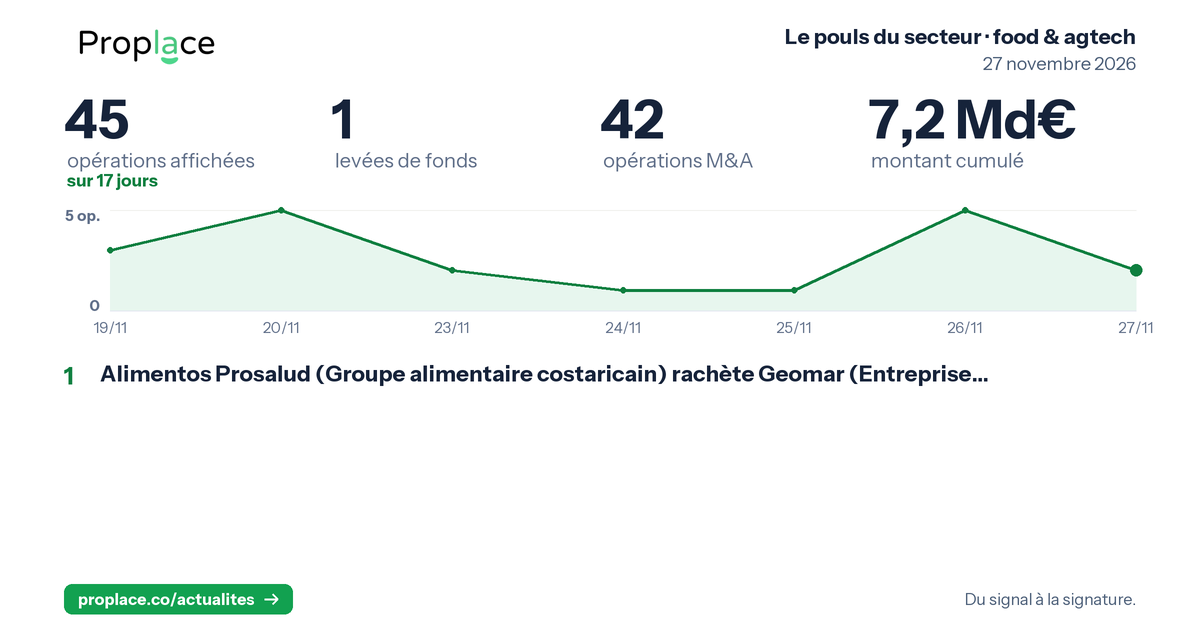 Proplace
Le pouls du secteur · food & agtech
27 novembre 2026
45
opérations affichées
sur 17 jours
1
levées de fonds
42
opérations M&A
7,2 Md€
montant cumulé
5 op.
0
19/11 20/11 23/11 24/11 25/11 26/11 27/11
1 Alimentos Prosalud (Groupe alimentaire costaricain) rachète Geomar (Entreprise...
proplace.co/actualites →
Du signal à la signature.